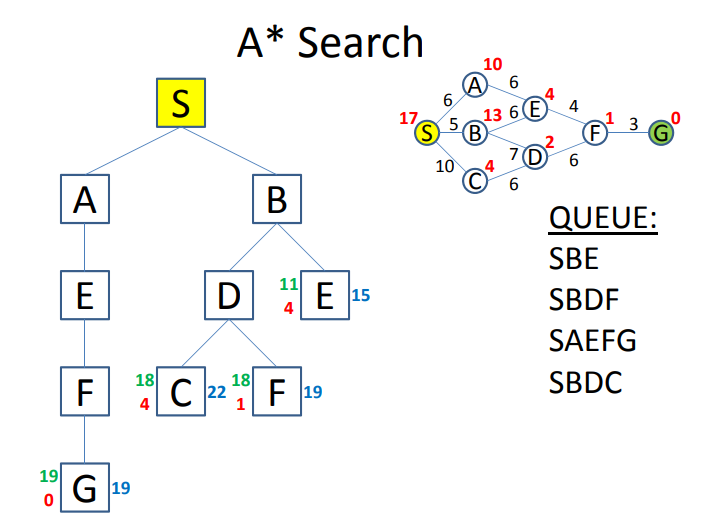 A* Search
S
A
B
E
D
11
4
E
15
F
18
4
C
22
18
1
F
19
19
0
G
19
10
A
6
6
4
E
4
17
S
5
13
B
6
1
F
3
0
G
10
4
C
7
2
D
6
6
QUEUE:
SBE
SBDF
SAEFG
SBDC